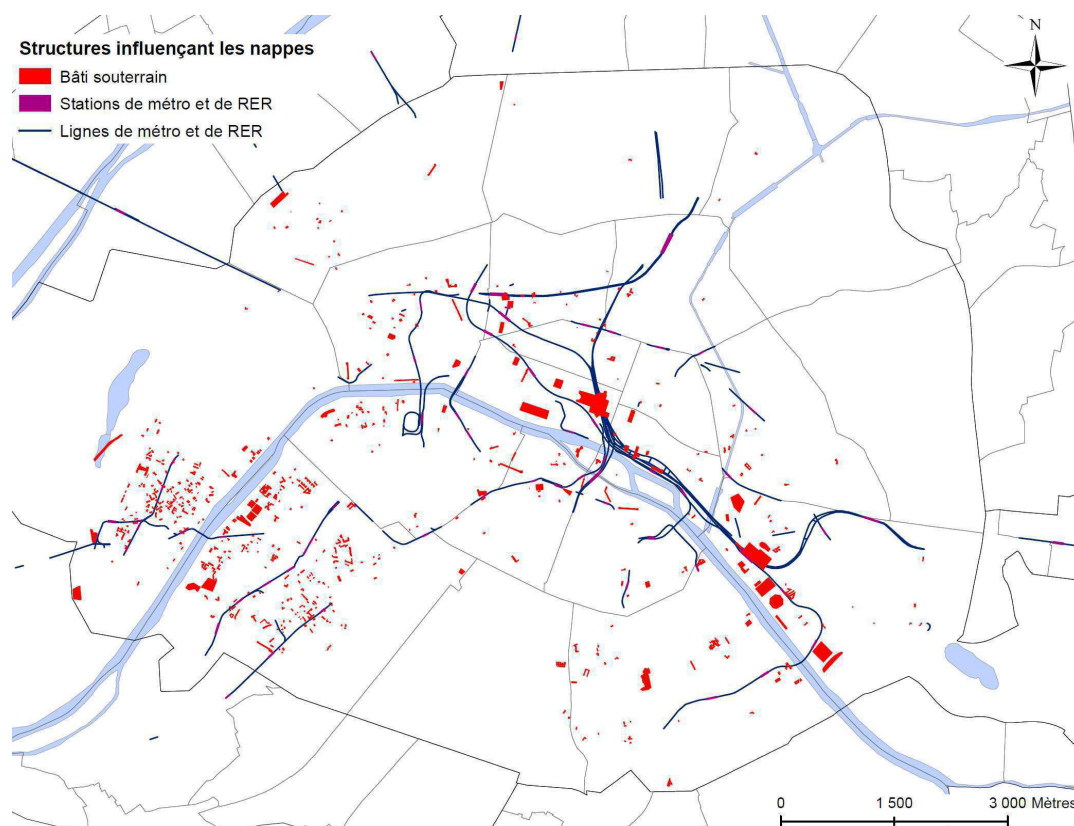 Structures influençant les nappes
Bâti souterrain
Stations de métro et de RER
Lignes de métro et de RER
N
0 1 500 3 000 Mètres